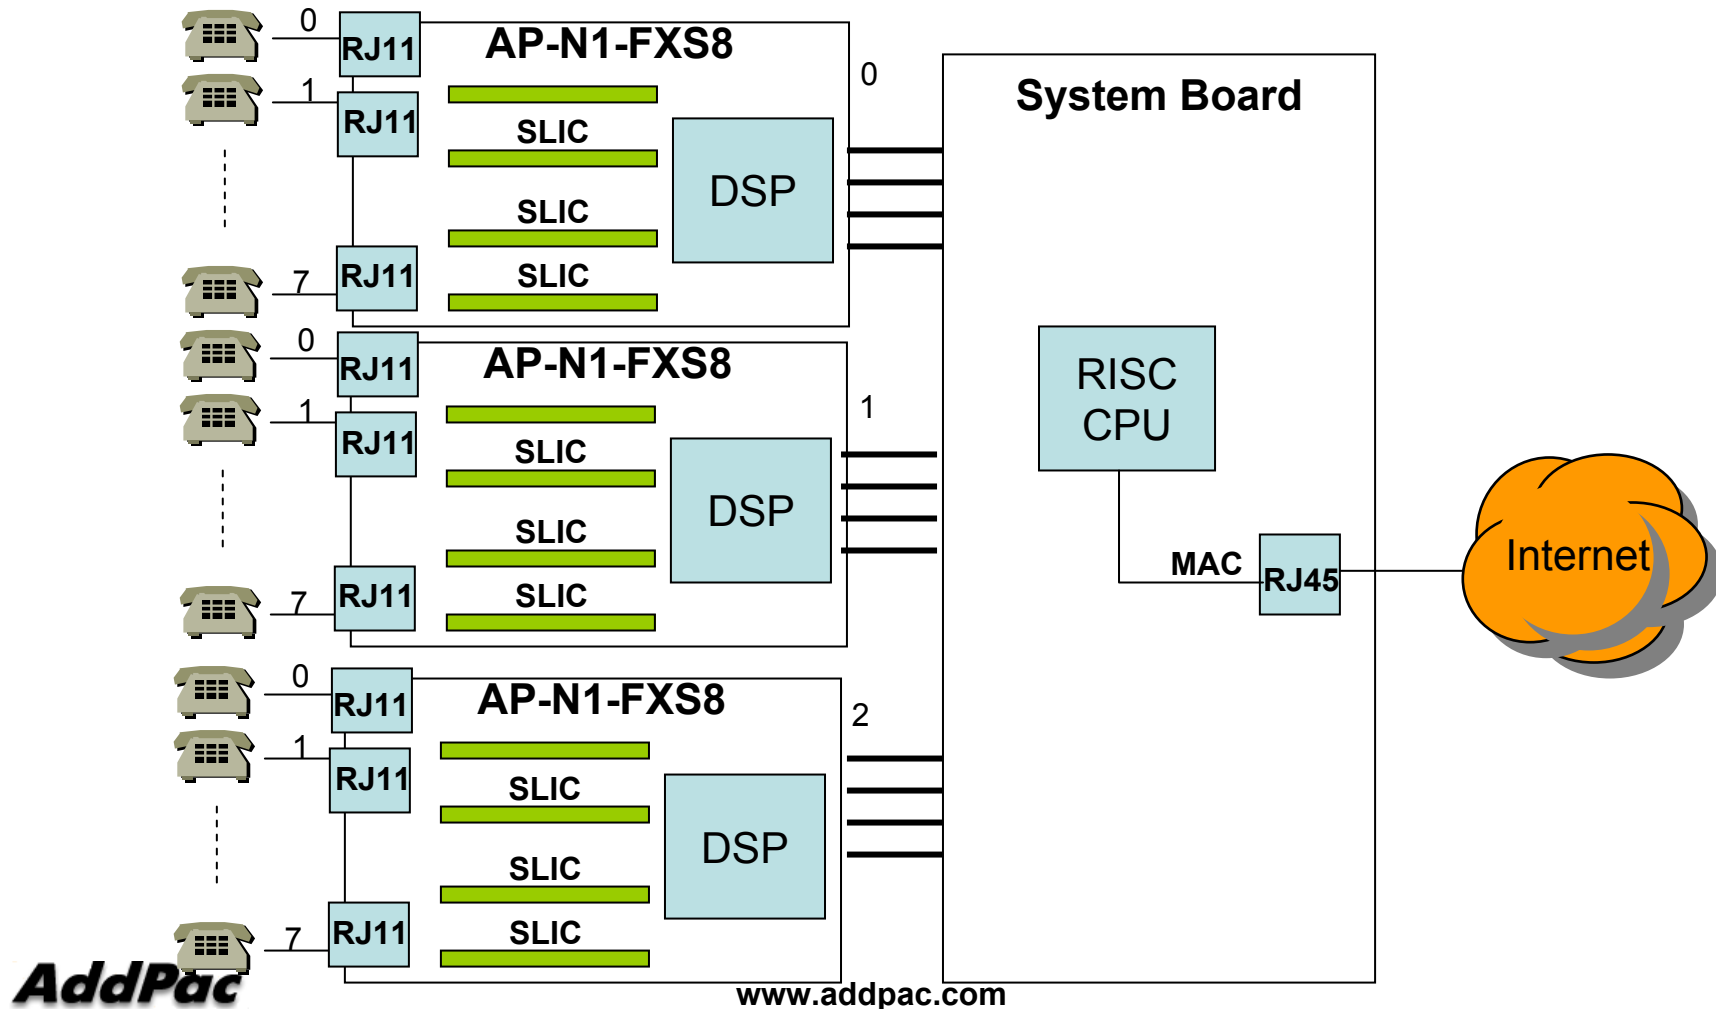 0
RJ11
AP-N1-FXS8
0
1
RJ11
SLIC
DSP
SLIC
7
RJ11
SLIC
System Board
0
RJ11
AP-N1-FXS8
1
1
RJ11
SLIC
DSP
SLIC
7
RJ11
SLIC
RISC
CPU
MAC
RJ45
Internet
0
RJ11
AP-N1-FXS8
2
1
RJ11
SLIC
DSP
SLIC
7
RJ11
SLIC
AddPac
www.addpac.com